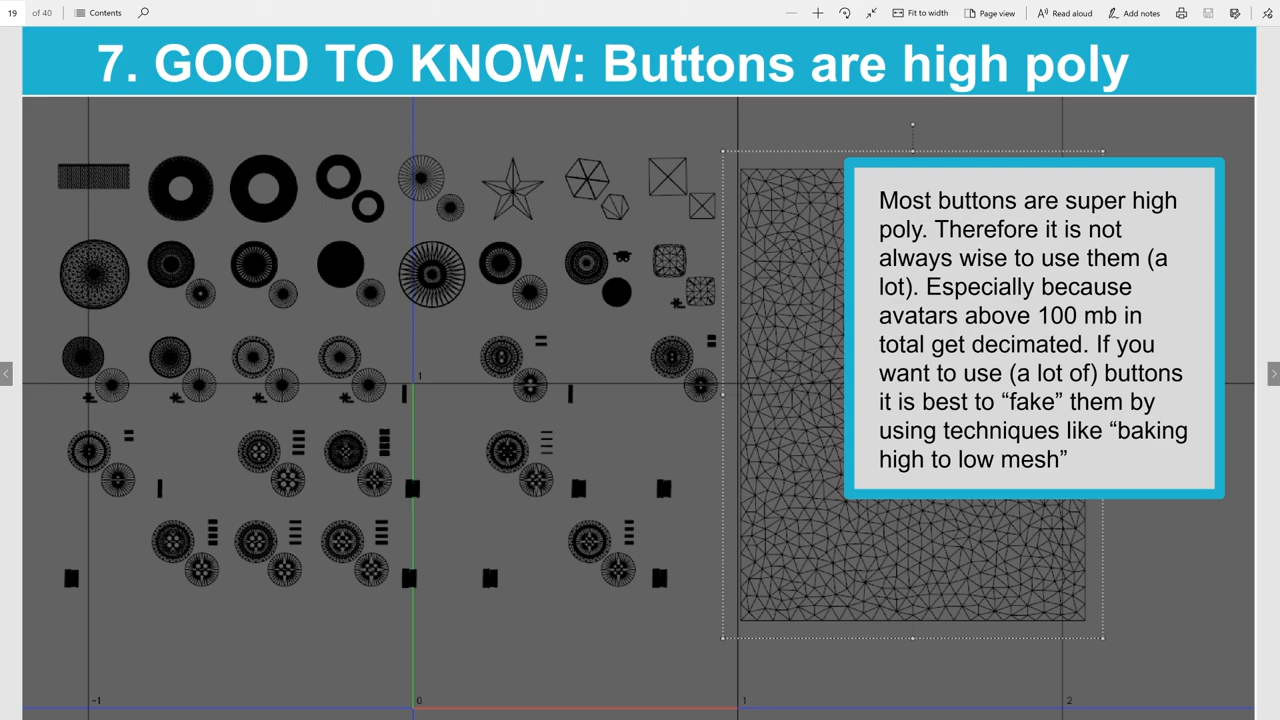 19 of 40 Contents Fit to width Page view Read aloud Add notes
7. GOOD TO KNOW: Buttons are high poly
Most buttons are super high
poly. Therefore it is not
always wise to use them (a
lot). Especially because
avatars above 100 mb in
total get decimated. If you
want to use (a lot of) buttons
it is best to “fake” them by
using techniques like “baking
high to low mesh”
1
-1 0 1 2